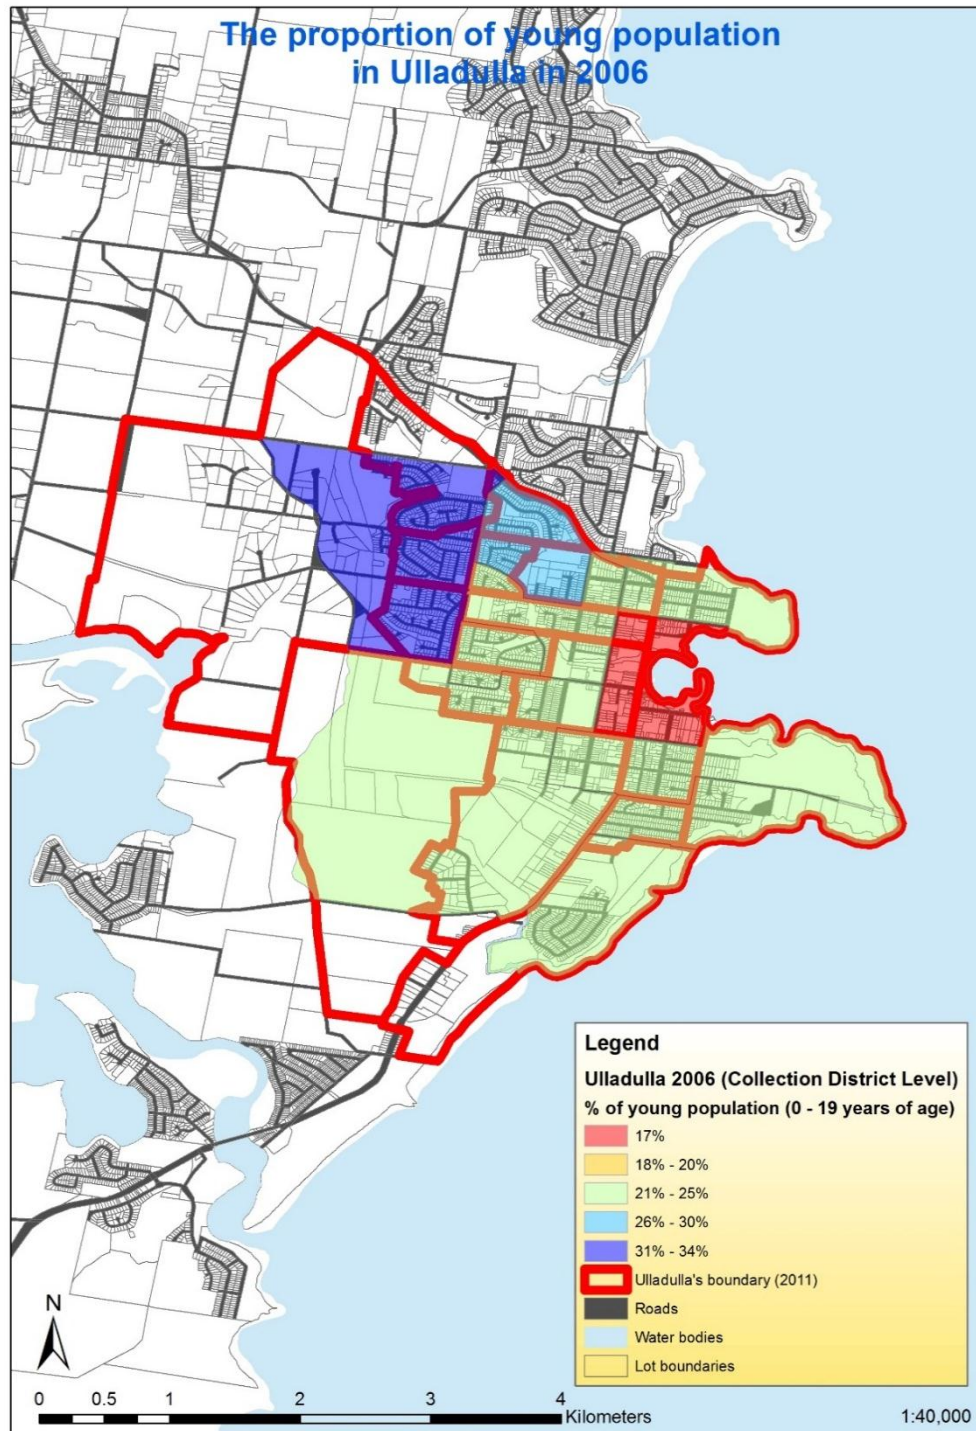 The proportion of young population
in Ulladulla in 2006
Legend
Ulladulla 2006 (Collection District Level)
% of young population (0 - 19 years of age)
17%
18% - 20%
21% - 25%
26% - 30%
31% - 34%
Ulladulla's boundary (2011)
Roads
Water bodies
Lot boundaries
N
0 0.5 1 2 3 4
Kilometers
1:40,000